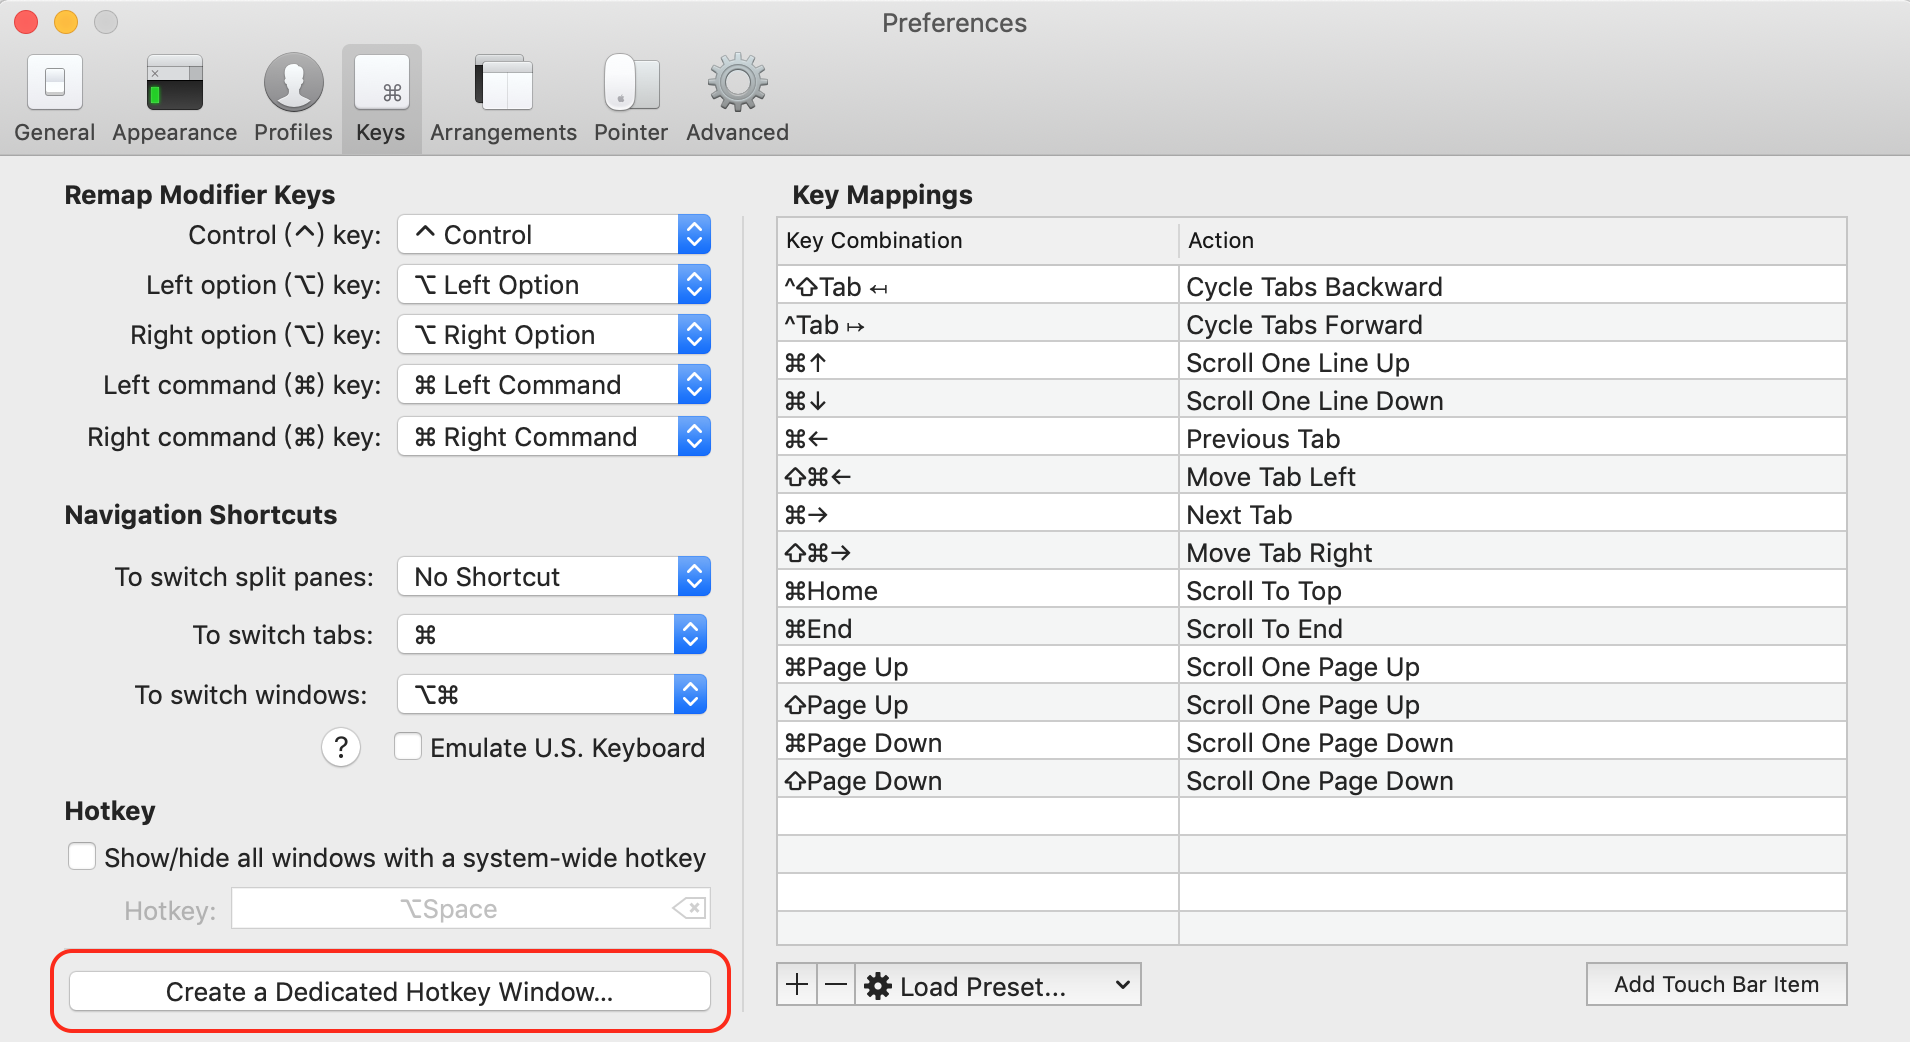 Preferences
General Appearance Profiles Keys Arrangements Pointer Advanced
Remap Modifier Keys
Control (^) key: ^ Control
Left option (⌥) key: ⌥ Left Option
Right option (⌥) key: ⌥ Right Option
Left command (⌘) key: ⌘ Left Command
Right command (⌘) key: ⌘ Right Command
Navigation Shortcuts
To switch split panes: No Shortcut
To switch tabs: ⌘
To switch windows: ⌥⌘
? Emulate U.S. Keyboard
Hotkey
Show/hide all windows with a system-wide hotkey
Hotkey: ⌥Space
Create a Dedicated Hotkey Window...
Key Mappings
Key Combination Action
^⇧Tab ↤ Cycle Tabs Backward
^Tab ↦ Cycle Tabs Forward
⌘↑ Scroll One Line Up
⌘↓ Scroll One Line Down
⌘← Previous Tab
⇧⌘← Move Tab Left
⌘→ Next Tab
⇧⌘→ Move Tab Right
⌘Home Scroll To Top
⌘End Scroll To End
⌘Page Up Scroll One Page Up
⇧Page Up Scroll One Page Up
⌘Page Down Scroll One Page Down
⇧Page Down Scroll One Page Down
+ − Load Preset... Add Touch Bar Item